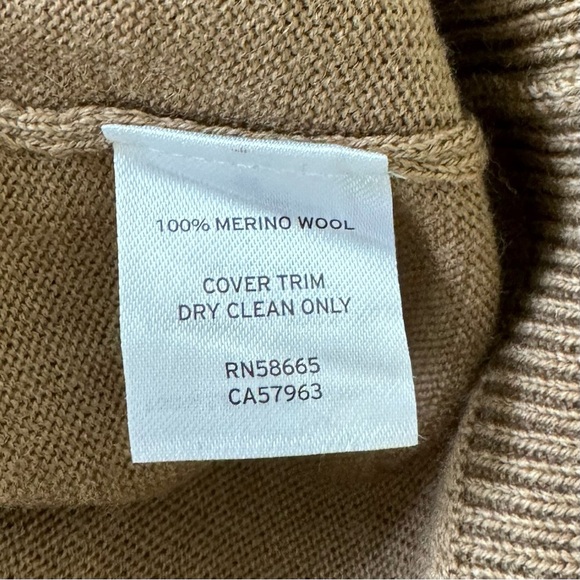 100% MERINO WOOL
COVER TRIM
DRY CLEAN ONLY
RN58665
CA57963